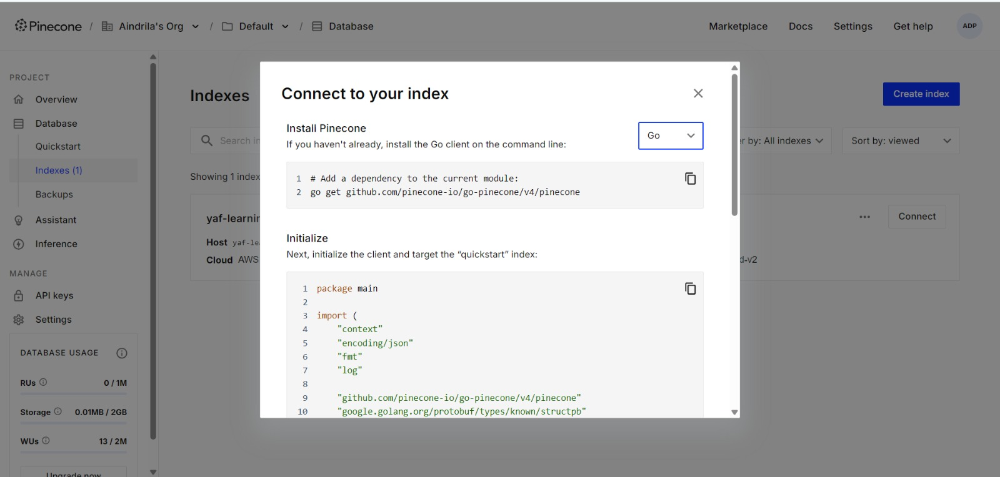 Pinecone / Aindrila's Org / Default / Database
Marketplace Docs Settings Get help ADP
PROJECT
Overview
Database
Quickstart
Indexes (1)
Backups
Assistant
Inference
MANAGE
API keys
Settings
DATABASE USAGE
RUs 0 / 1M
Storage 0.01MB / 2GB
WUs 13 / 2M
Upgrade now
Indexes
Create index
Search in
er by: All indexes
Sort by: viewed
Showing 1 index
yaf-learnin
Connect
Host yaf-le
Cloud AWS
d-v2
Connect to your index
Install Pinecone
Go
If you haven't already, install the Go client on the command line:
1 # Add a dependency to the current module:
2 go get github.com/pinecone-io/go-pinecone/v4/pinecone
Initialize
Next, initialize the client and target the “quickstart” index:
1 package main
2
3 import (
4 "context"
5 "encoding/json"
6 "fmt"
7 "log"
8
9 "github.com/pinecone-io/go-pinecone/v4/pinecone"
10 "google.golang.org/protobuf/types/known/structpb"